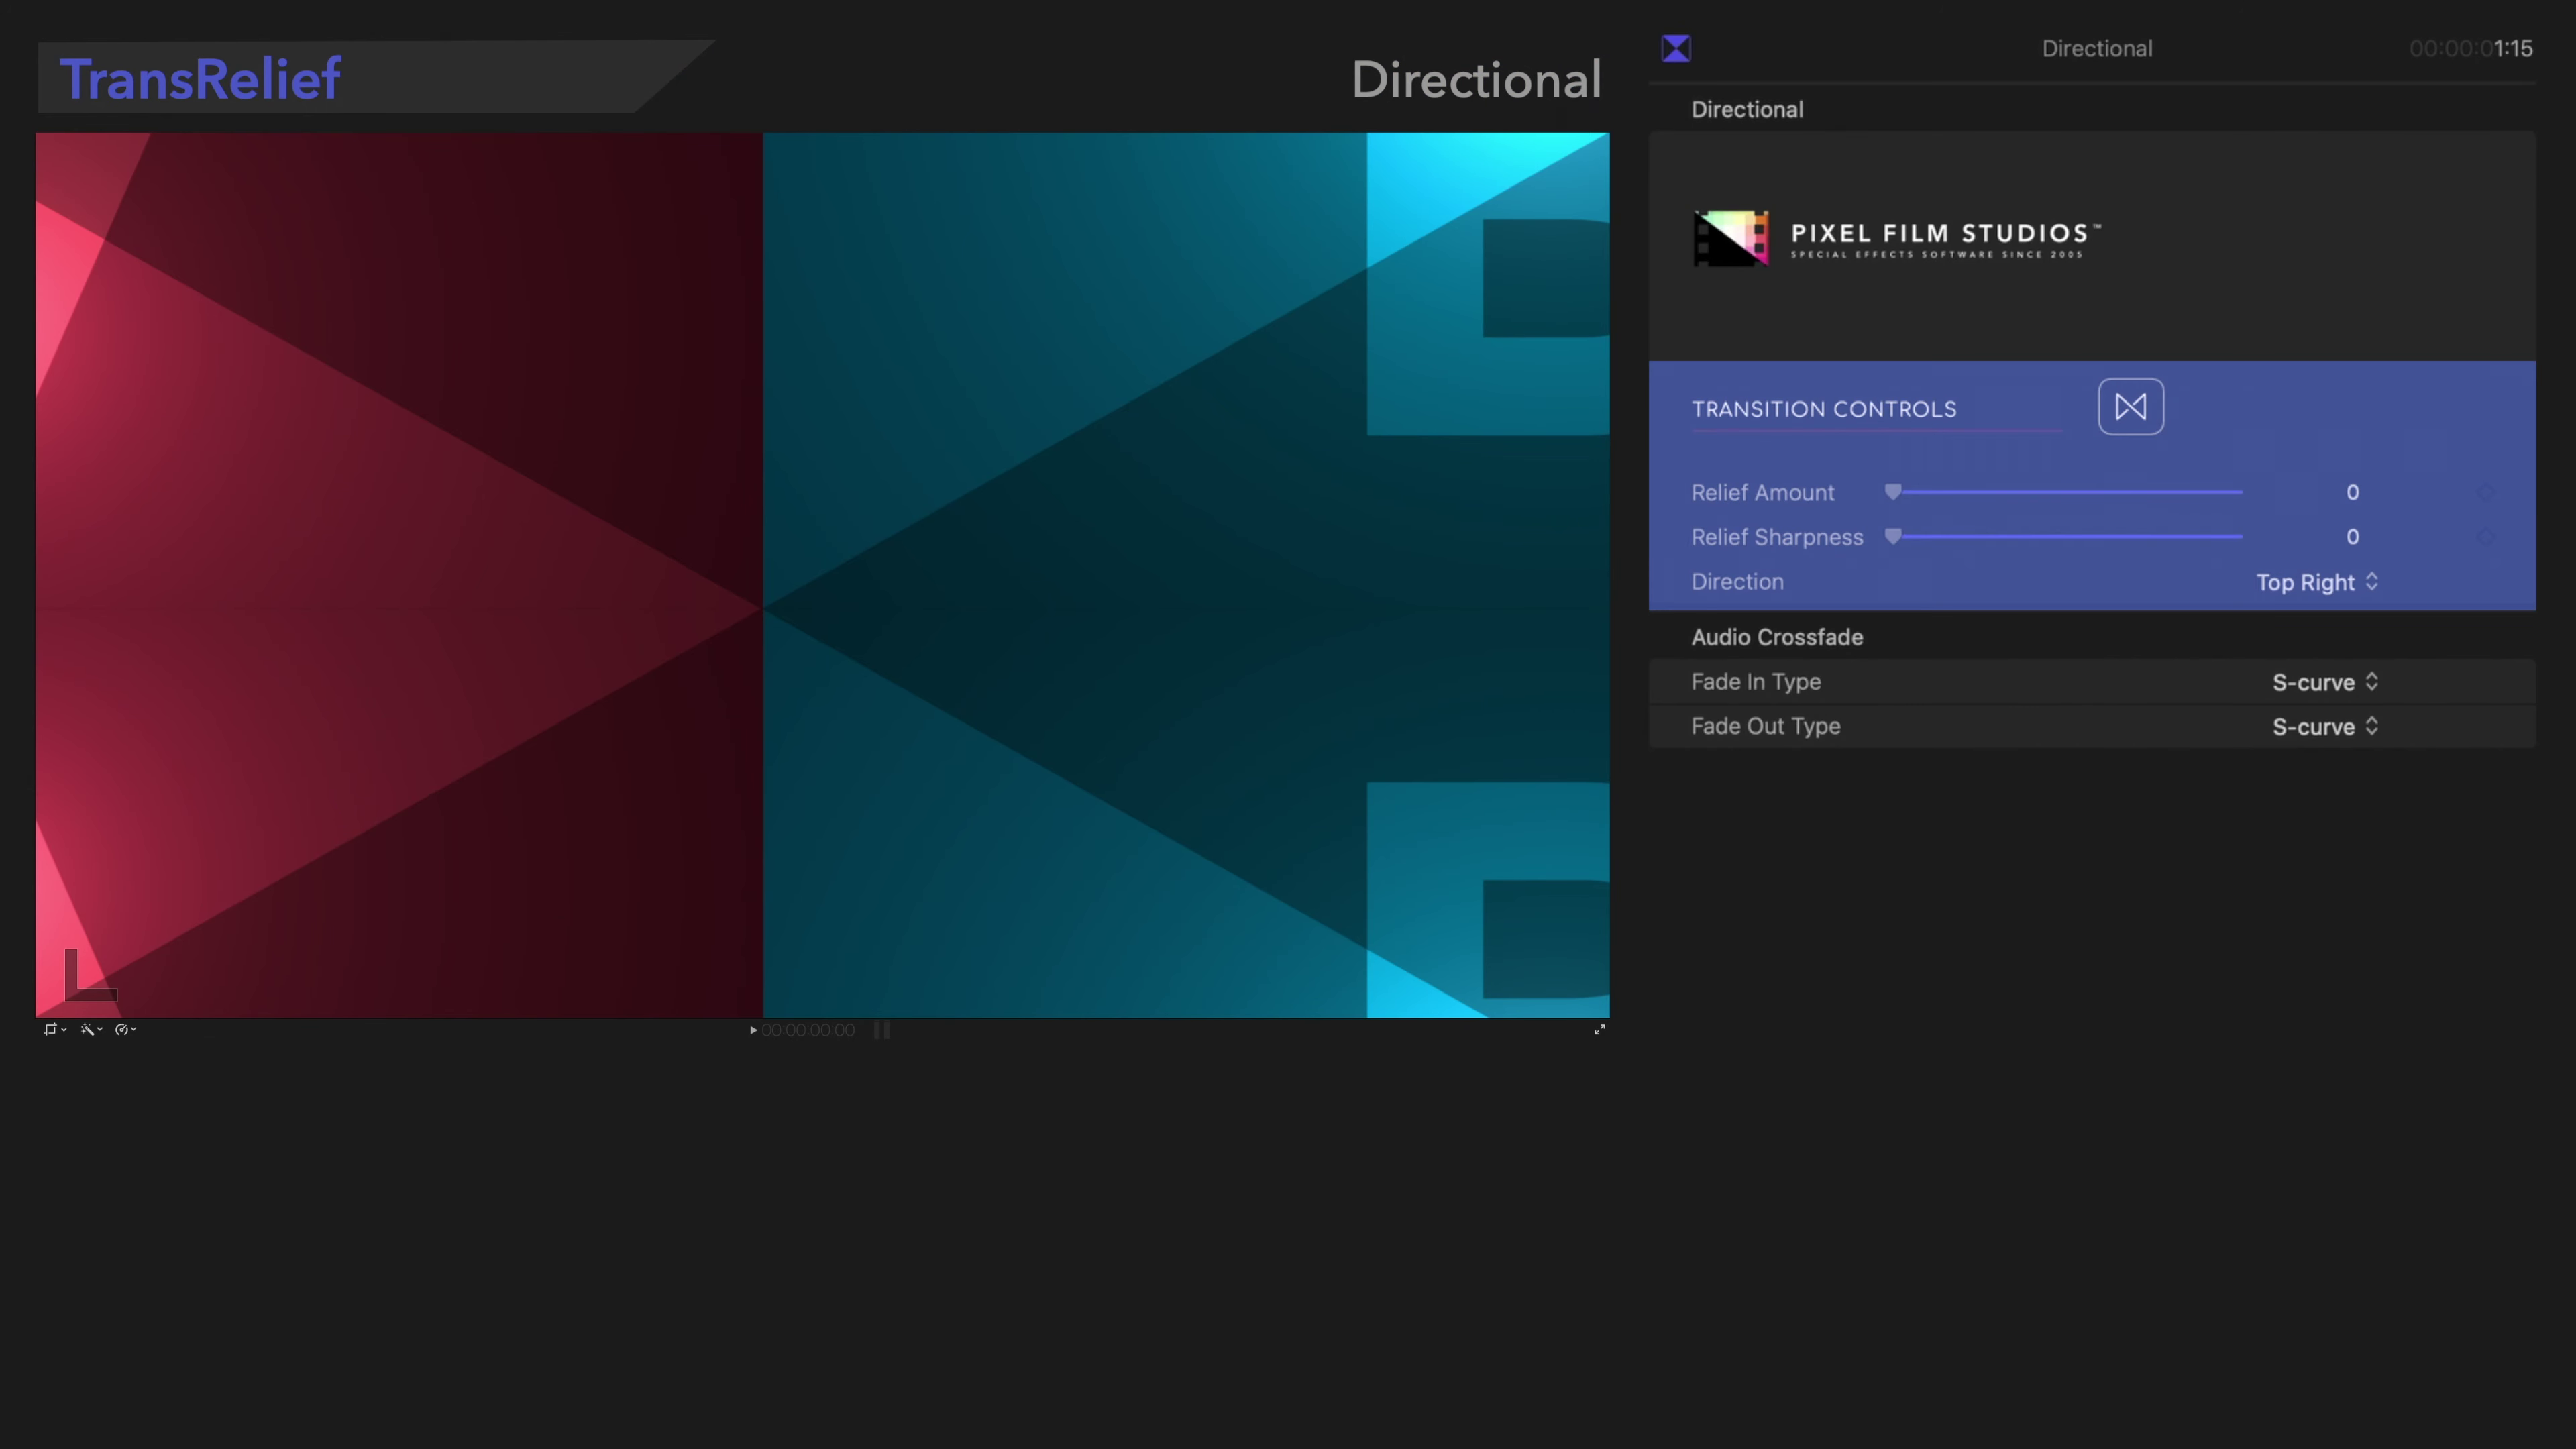 TransRelief
Directional
Directional
00:00:01:15
Directional
PIXEL FILM STUDIOS™
SPECIAL EFFECTS SOFTWARE SINCE 2005
TRANSITION CONTROLS
Relief Amount 0
Relief Sharpness 0
Direction Top Right
Audio Crossfade
Fade In Type S-curve
Fade Out Type S-curve
00:00:00:00